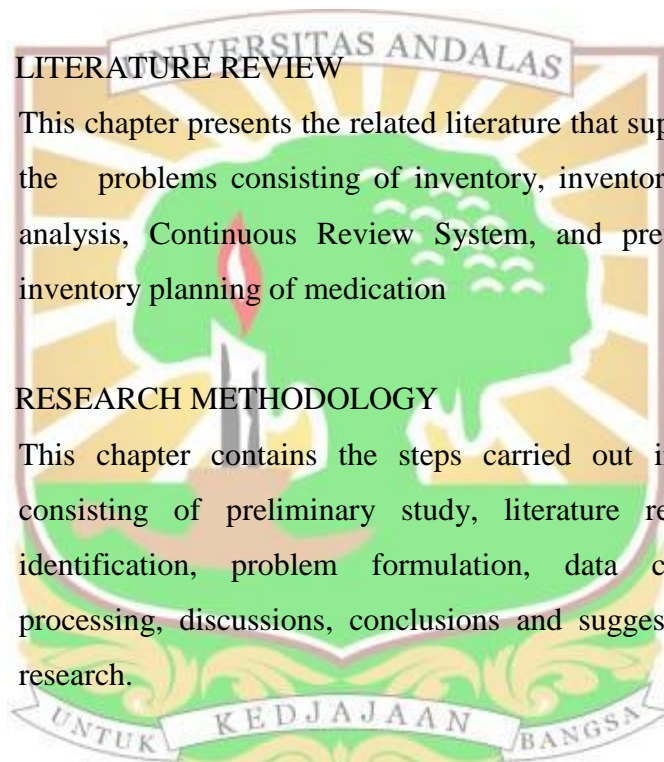 UNIVERSITAS ANDALAS
LITERATURE REVIEW
This chapter presents the related literature that sup
the problems consisting of inventory, inventor
analysis, Continuous Review System, and pre
inventory planning of medication
RESEARCH METHODOLOGY
This chapter contains the steps carried out i
consisting of preliminary study, literature re
identification, problem formulation, data c
processing, discussions, conclusions and sugges
research.
UNTUK KEDJAJAAN BANGSA